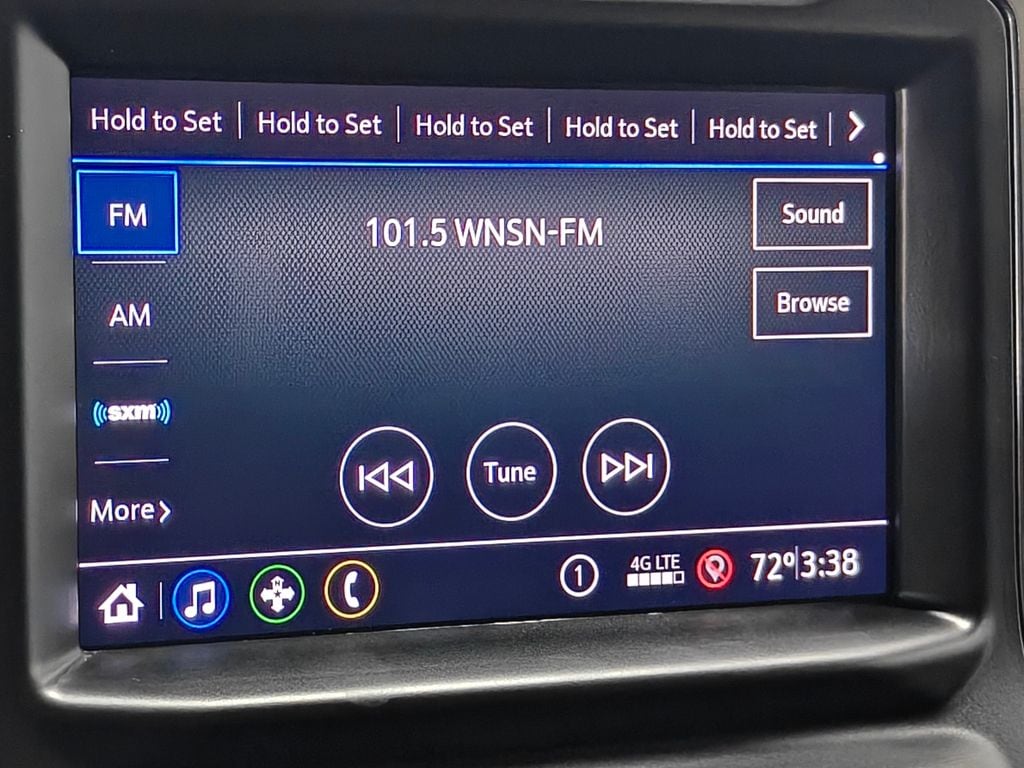 Hold to Set | Hold to Set | Hold to Set | Hold to Set | Hold to Set
FM
101.5 WNSN-FM
Sound
AM
Browse
sxm
Tune
More
N
1
4G LTE
72º|3:38